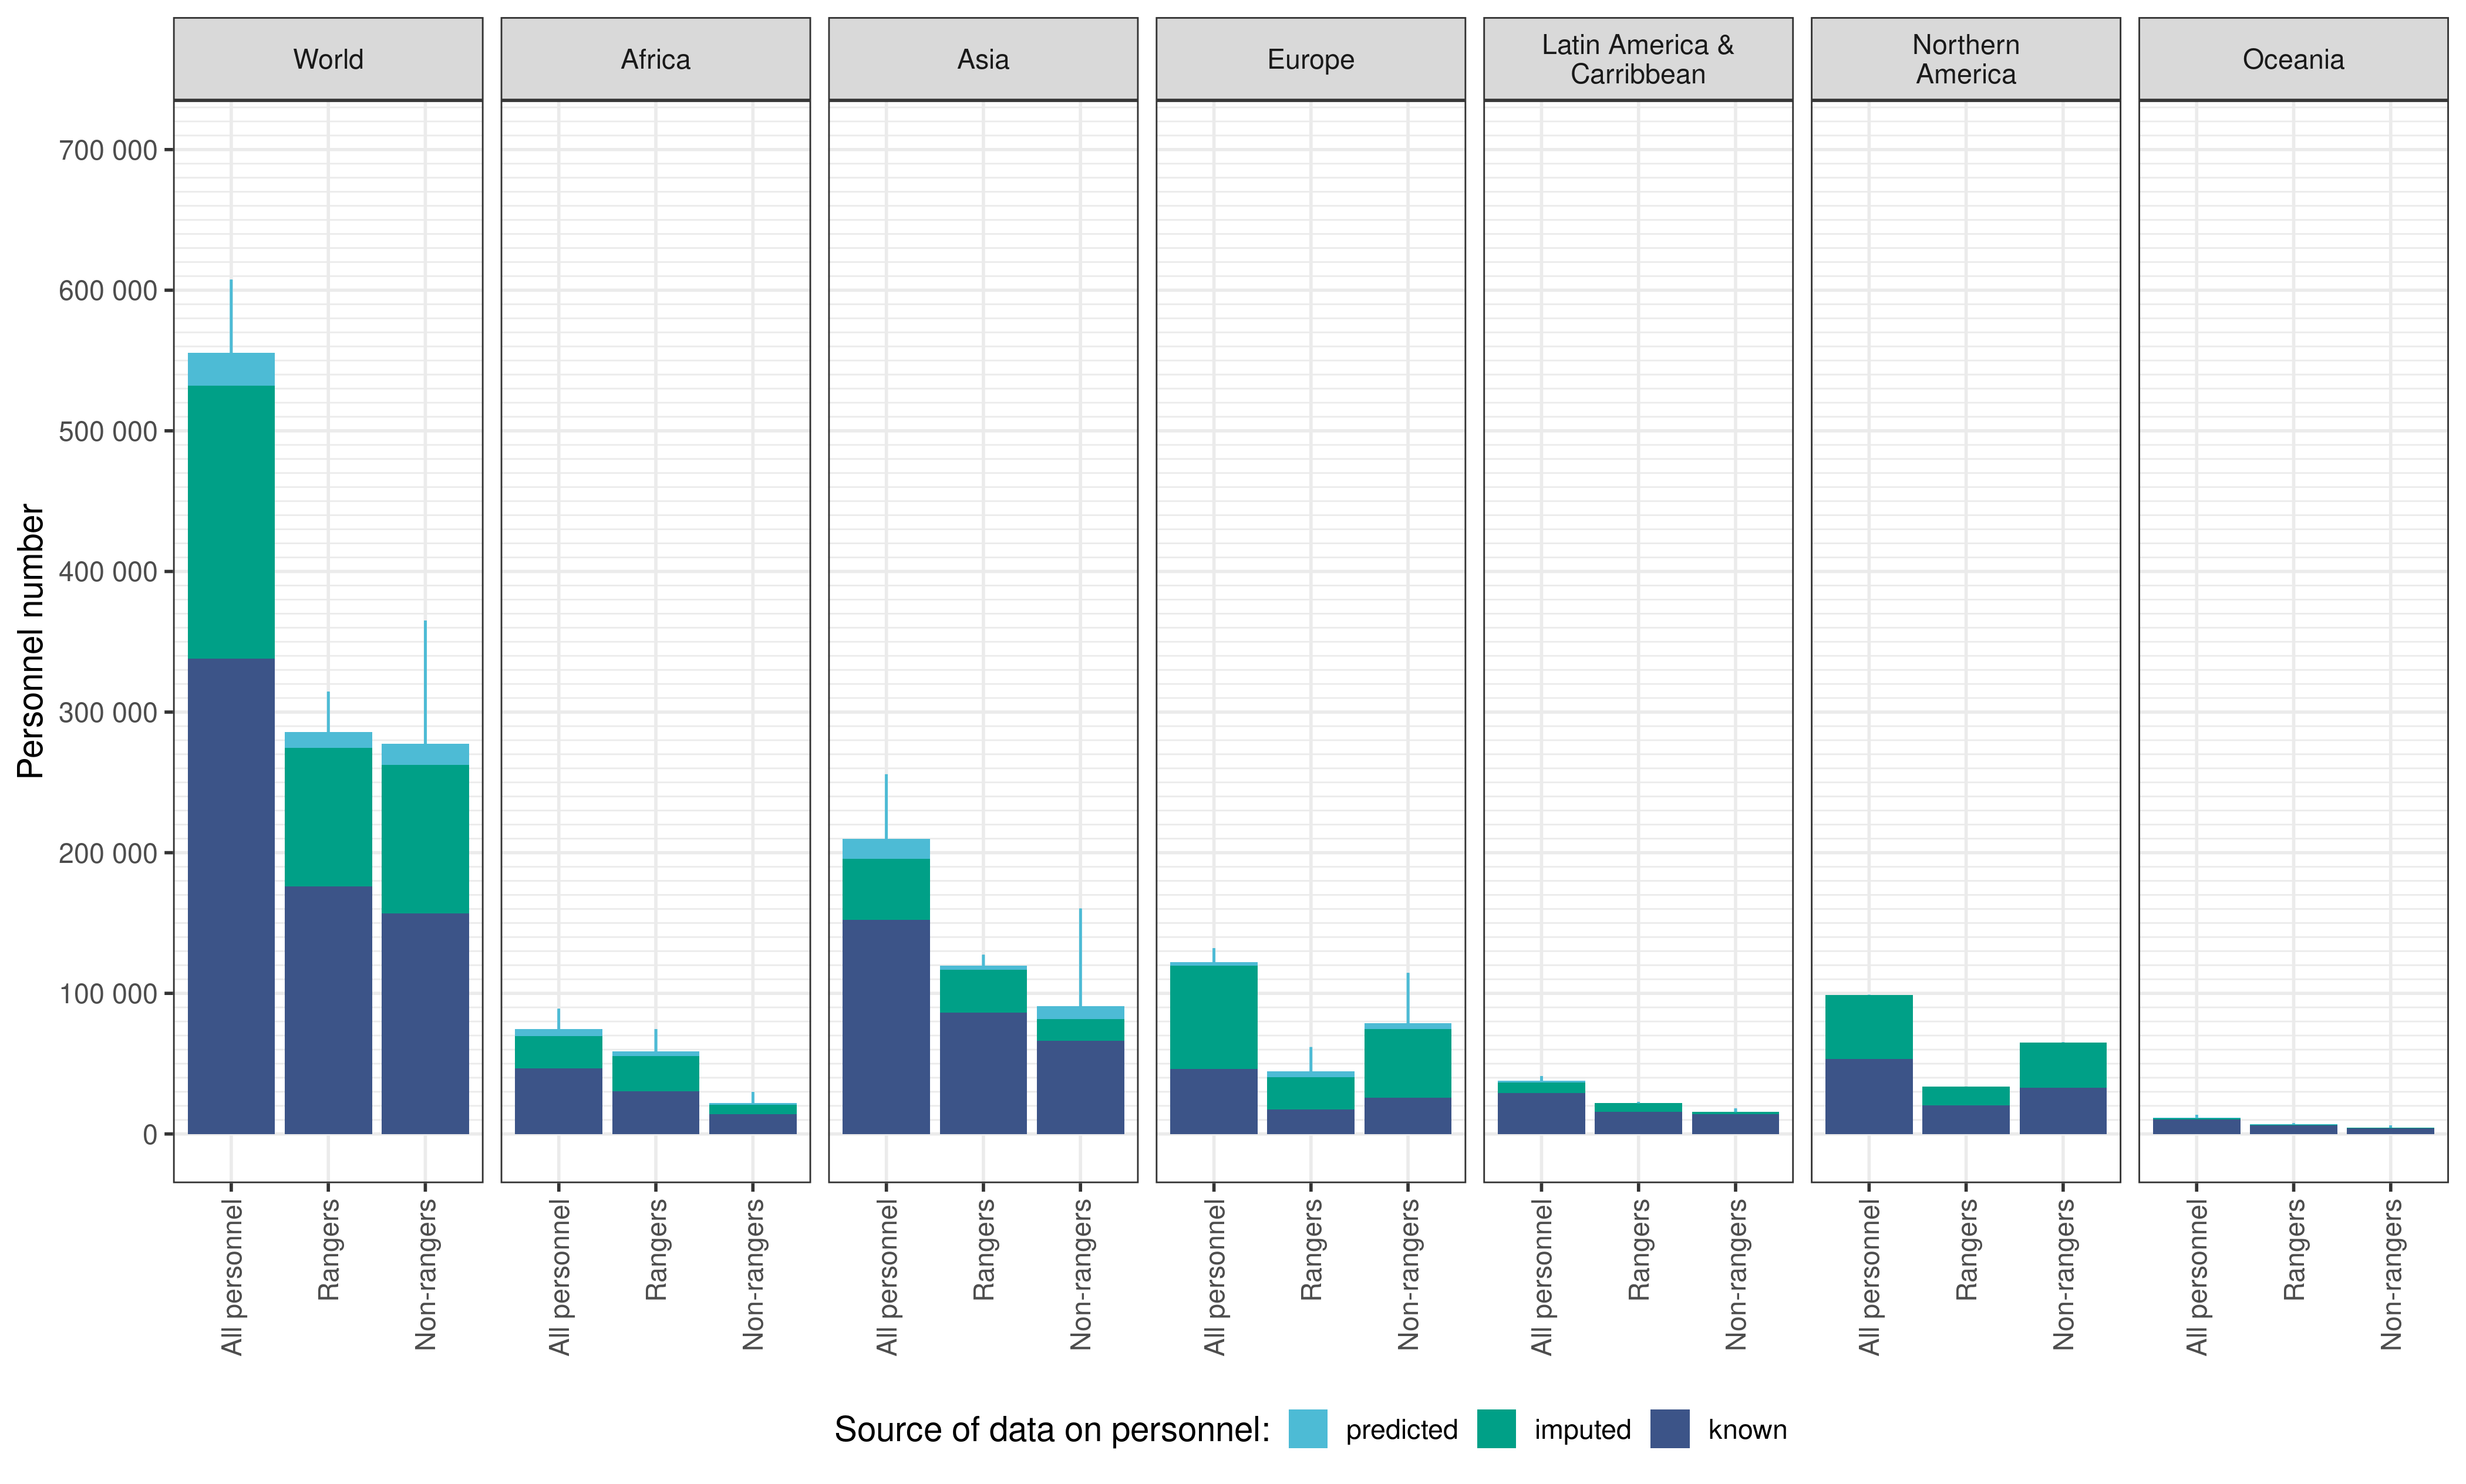 World
Africa
Asia
Europe
Latin America &
Carribbean
Northern
America
Oceania
Personnel number
700 000
600 000
500 000
400 000
300 000
200 000
100 000
0
All personnel
Rangers
Non-rangers
All personnel
Rangers
Non-rangers
All personnel
Rangers
Non-rangers
All personnel
Rangers
Non-rangers
All personnel
Rangers
Non-rangers
All personnel
Rangers
Non-rangers
All personnel
Rangers
Non-rangers
Source of data on personnel: predicted imputed known